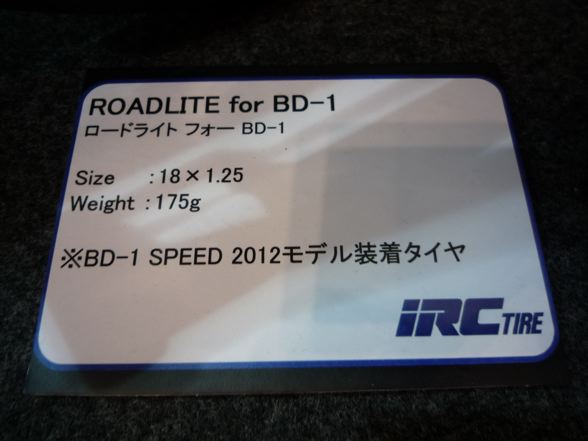 ROADLITE for BD-1
ロードライト フォー BD-1
Size :18×1.25
Weight :175g
※BD-1 SPEED 2012モデル装着タイヤ
iRC TIRE